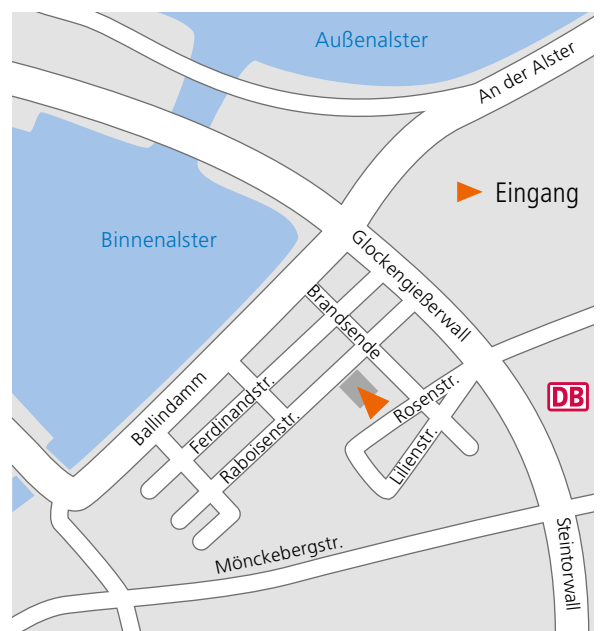 Außenalster
An der Alster
Eingang
Binnenalster
Glockengießerwall
Brandsende
Ballindamm
Ferdinandstr.
Raboisenstr.
Rosenstr.
Lilienstr.
DB
Mönckebergstr.
Steintorwall